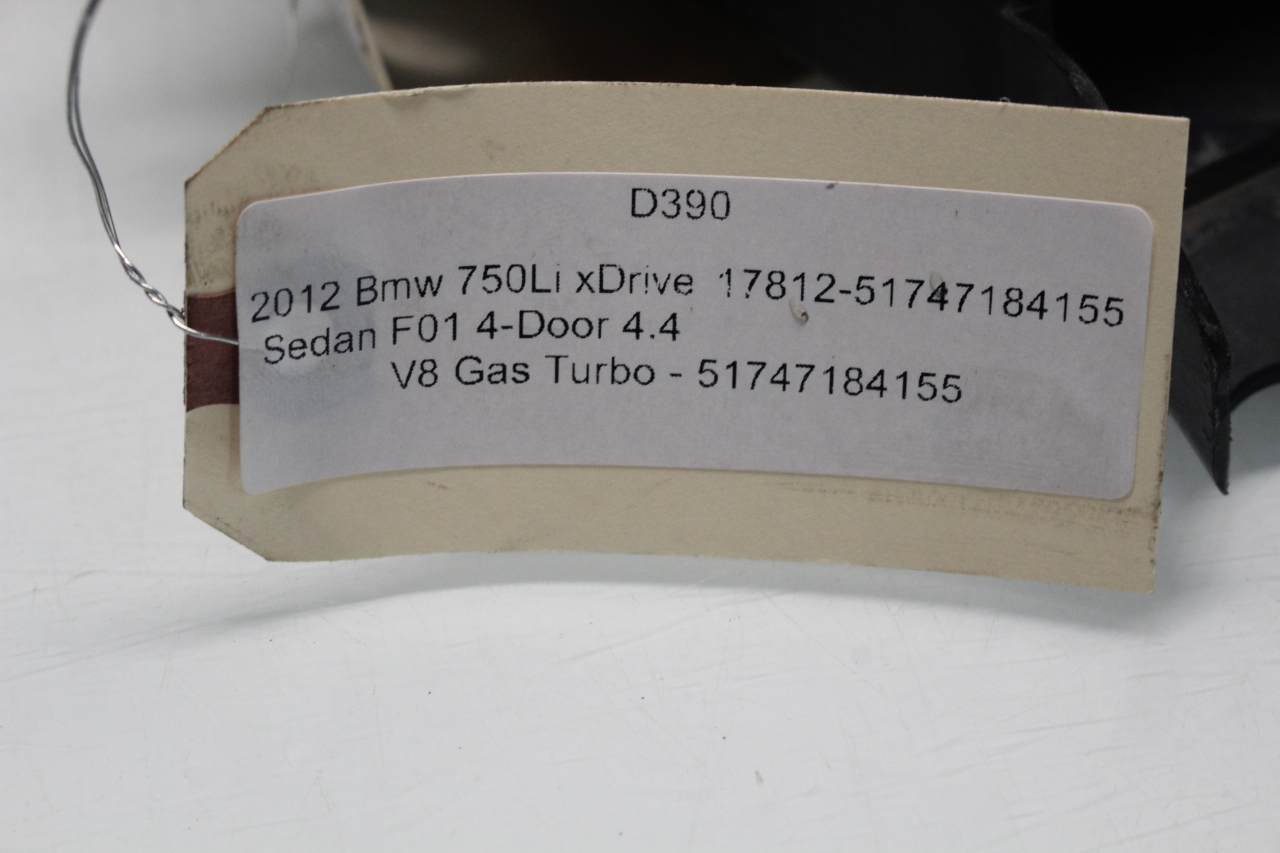 D390
2012 Bmw 750Li xDrive 17812-51747184155
Sedan F01 4-Door 4.4
V8 Gas Turbo - 51747184155